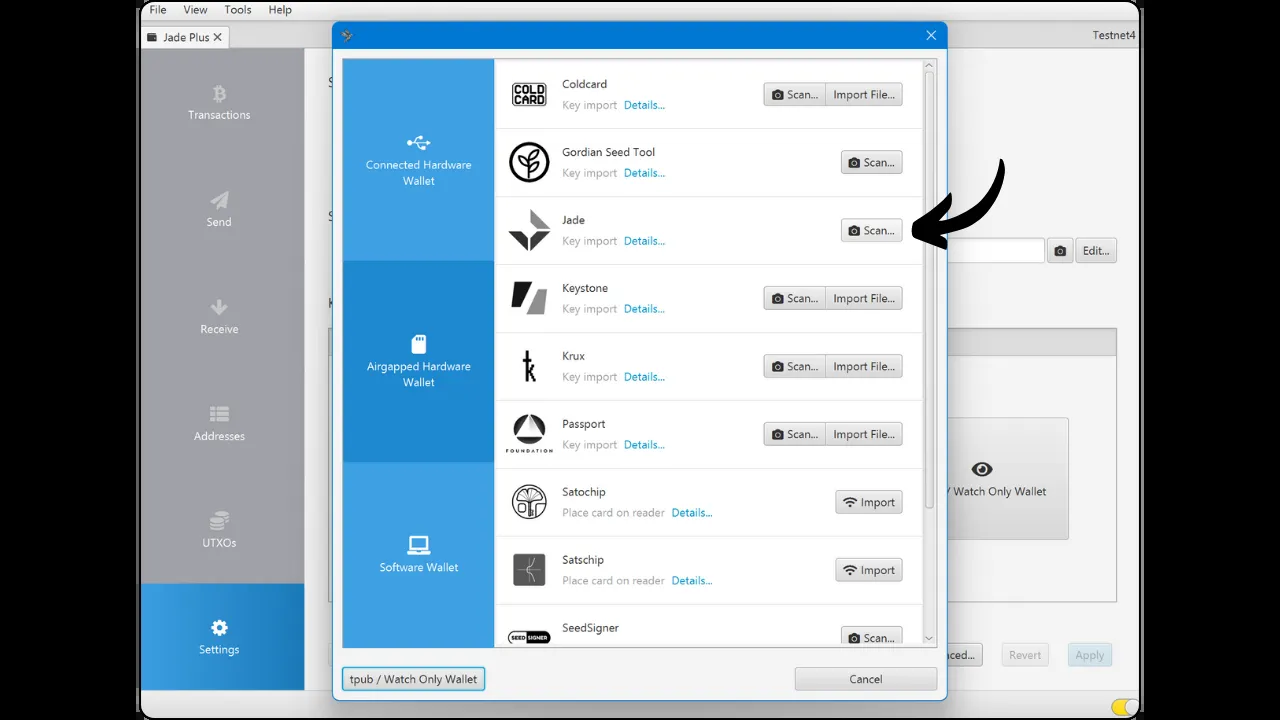 File View Tools Help
Jade Plus
Testnet4
Transactions
Send
Receive
Addresses
UTXOs
Settings
Connected Hardware
Wallet
Airgapped Hardware
Wallet
Software Wallet
COLD
CARD
Coldcard
Key import Details...
Scan... Import File...
Gordian Seed Tool
Key import Details...
Scan...
Jade
Key import Details...
Scan...
Keystone
Key import Details...
Scan... Import File...
Krux
Key import Details...
Scan... Import File...
FOUNDATION
Passport
Key import Details...
Scan... Import File...
Satochip
Place card on reader Details...
Import
Satschip
Place card on reader Details...
Import
SEED SIGNER
SeedSigner
Scan...
Edit...
/ Watch Only Wallet
tpub / Watch Only Wallet
Cancel
Revert
Apply